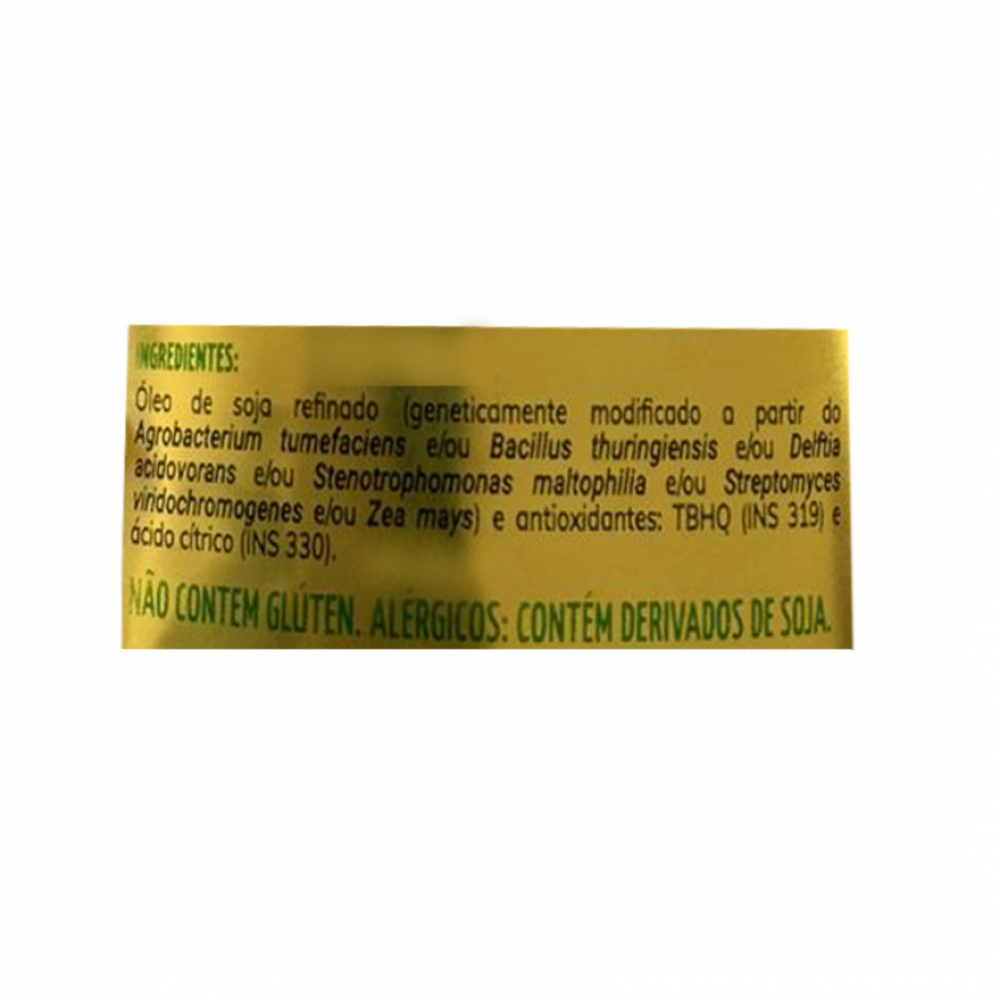 INGREDIENTES:
Óleo de soja refinado (geneticamente modificado a partir do
Agrobacterium tumefaciens e/ou Bacillus thuringiensis e/ou Delftia
acidovorans e/ou Stenotrophomonas maltophilia e/ou Streptomyces
viridochromogenes e/ou Zea mays) e antioxidantes: TBHQ (INS 319) e
ácido cítrico (INS 330).
NÃO CONTEM GLÚTEN. ALÉRGICOS: CONTÉM DERIVADOS DE SOJA.